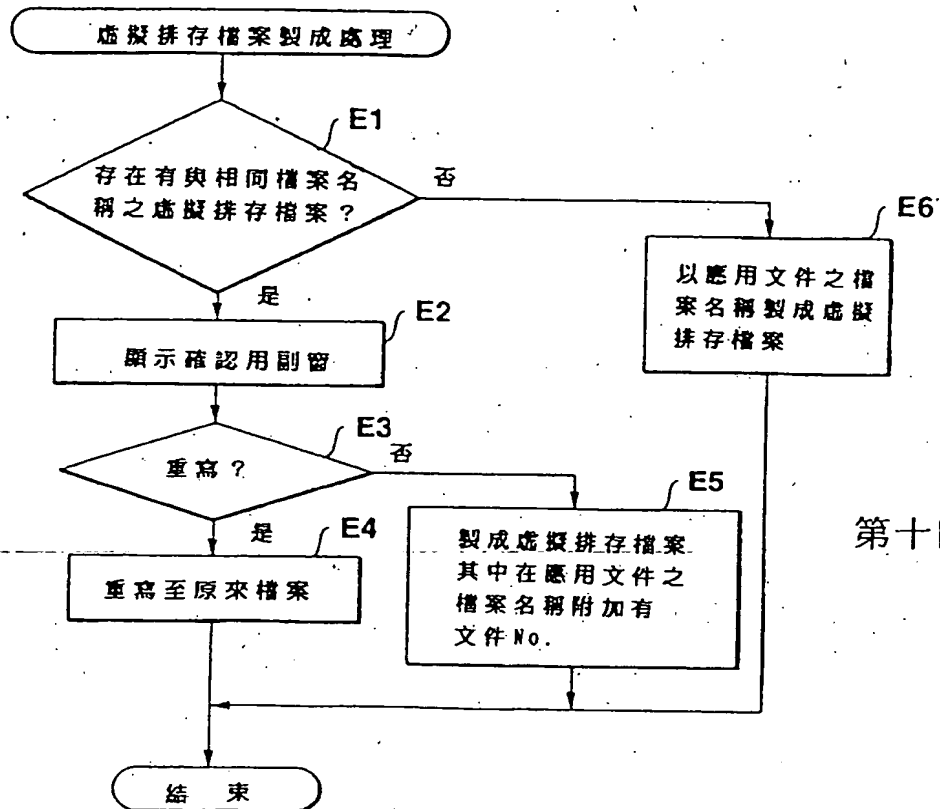 虛擬排存檔案製成處理
E1
存在有與相同檔案名
稱之虛擬排存檔案？
否
是
E6
以應用文件之檔
案名稱製成虛擬
排存檔案
E2
顯示確認用副窗
E3
重寫？
否
是
E5
製成虛擬排存檔案
其中在應用文件之
檔案名稱附加有
文件No.
E4
重寫至原來檔案
第十
結束